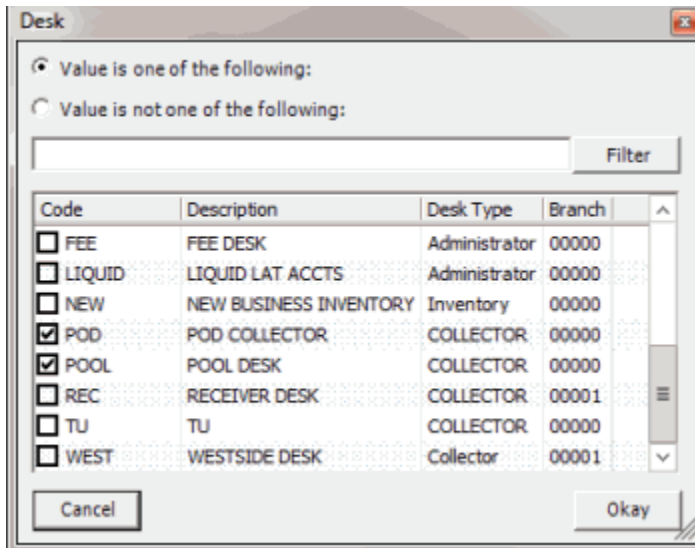 Desk
Value is one of the following:
Value is not one of the following:
Filter
Code Description Desk Type Branch
FEE FEE DESK Administrator 00000
LIQUID LIQUID LAT ACCTS Administrator 00000
NEW NEW BUSINESS INVENTORY Inventory 00000
POD POD COLLECTOR COLLECTOR 00000
POOL POOL DESK COLLECTOR 00000
REC RECEIVER DESK COLLECTOR 00001
TU TU COLLECTOR 00000
WEST WESTSIDE DESK Collector 00001
Cancel Okay